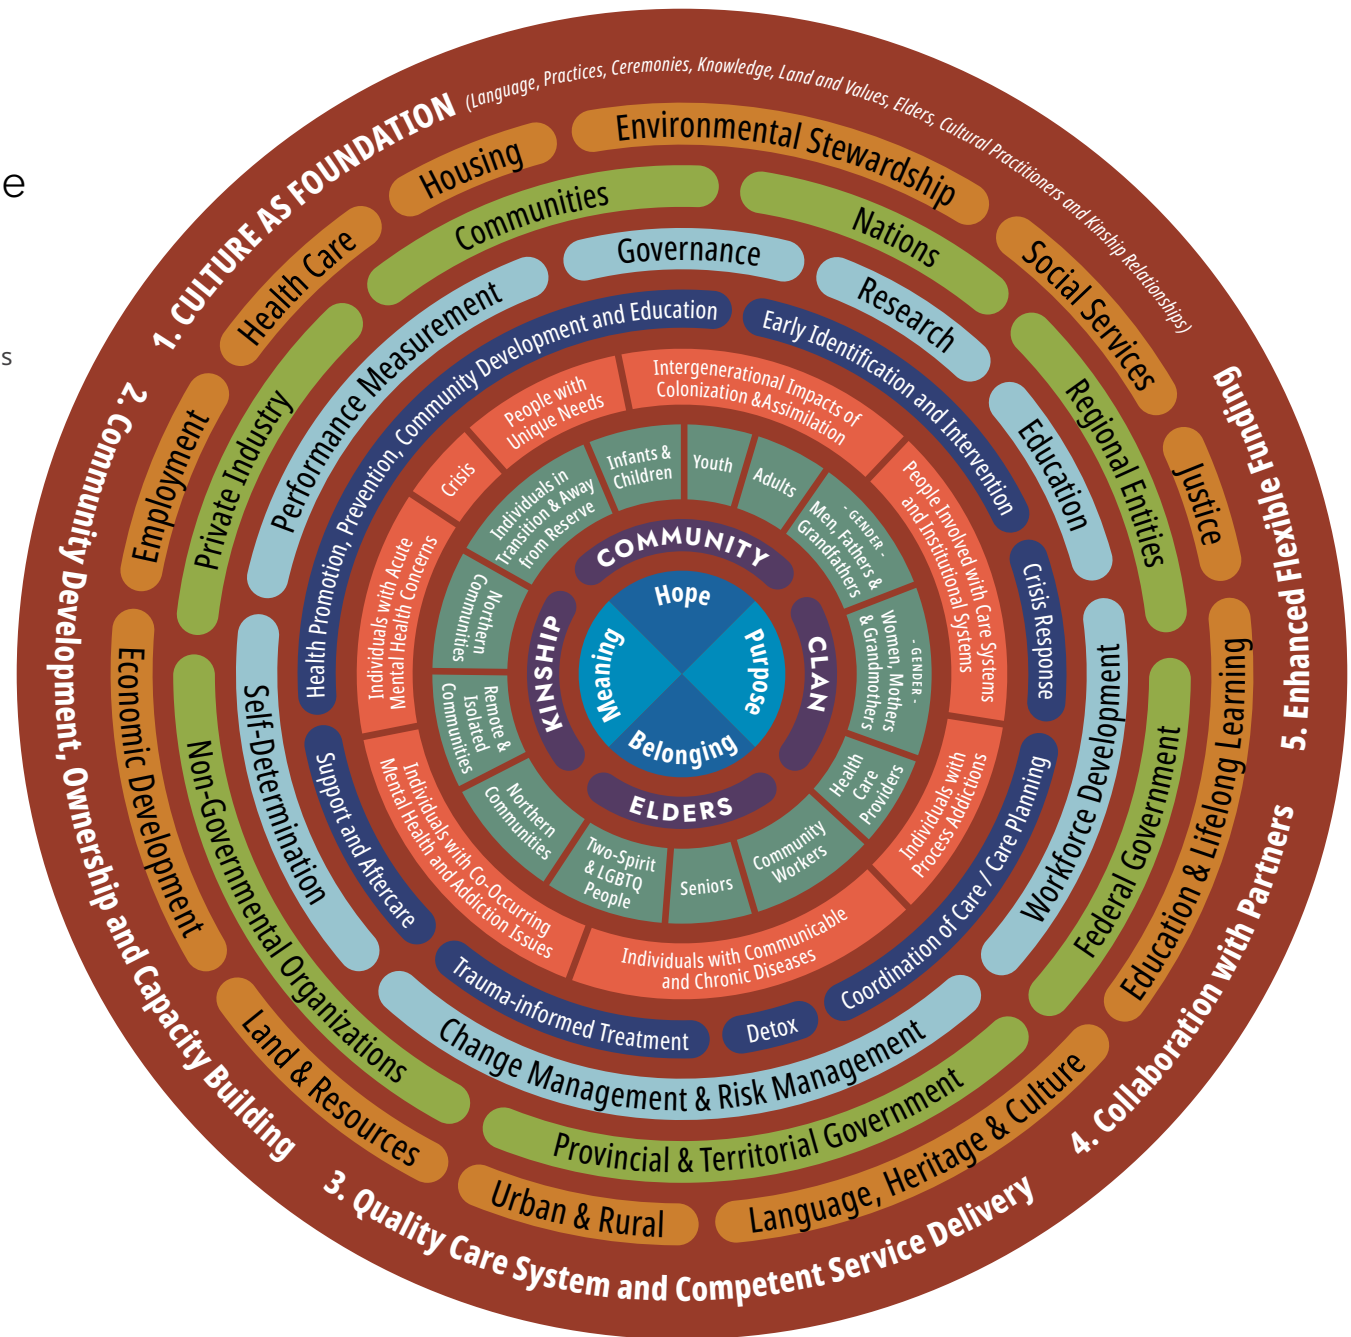 e
s
1. CULTURE AS FOUNDATION (Language, Practices, Ceremonies, Knowledge, Land and Values, Elders, Cultural Practitioners and Kinship Relationships)
2. Community Development, Ownership and Capacity Building
3. Quality Care System and Competent Service Delivery
4. Collaboration with Partners
5. Enhanced Flexible Funding
Environmental Stewardship
Social Services
Justice
Education & Lifelong Learning
Language, Heritage & Culture
Urban & Rural
Land & Resources
Economic Development
Employment
Health Care
Housing
Communities
Nations
Regional Entities
Federal Government
Provincial & Territorial Government
Non-Governmental Organizations
Private Industry
Governance
Research
Education
Workforce Development
Change Management & Risk Management
Self-Determination
Performance Measurement
Health Promotion, Prevention, Community Development and Education
Early Identification and Intervention
Crisis Response
Coordination of Care / Care Planning
Detox
Trauma-informed Treatment
Support and Aftercare
Intergenerational Impacts of
Colonization &Assimilation
People Involved with Care Systems
and Institutional Systems
Individuals with
Process Addictions
Individuals with Communicable
and Chronic Diseases
Individuals with Co-Occurring
Mental Health and Addiction Issues
Individuals with Acute
Mental Health Concerns
Crisis
People with
Unique Needs
Infants &
Children
Youth
Adults
- GENDER -
Men, Fathers &
Grandfathers
- GENDER -
Women, Mothers
& Grandmothers
Health
Care
Providers
Community
Workers
Seniors
Two-Spirit
& LGBTQ
People
Northern
Communities
Remote &
Isolated
Communities
Northern
Communities
Individuals in
Transition & Away
from Reserve
COMMUNITY
CLAN
ELDERS
KINSHIP
Hope
Purpose
Belonging
Meaning